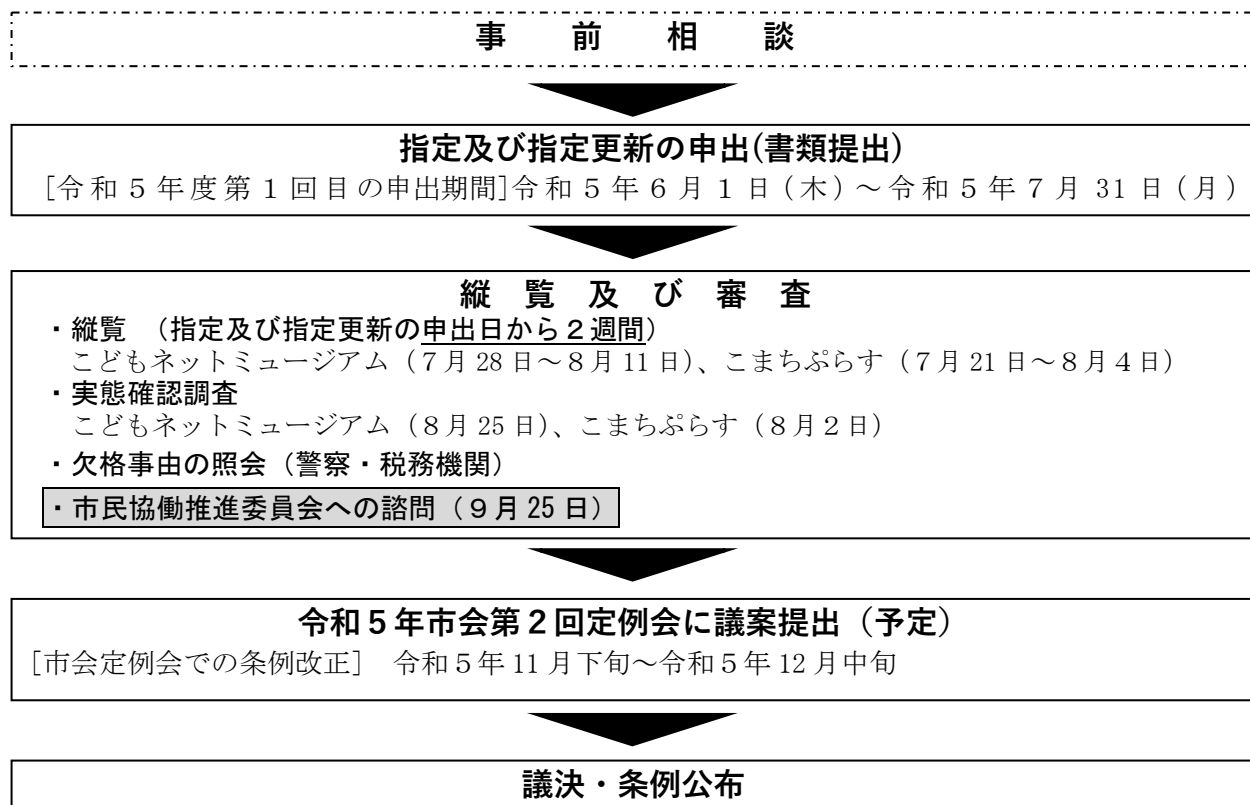 事前相談
指定及び指定更新の申出(書類提出)
[令和5年度第1回目の申出期間]令和5年6月1日(木)～令和5年7月31日(月)
縦覧及び審査
・縦覧　（指定及び指定更新の申出日から２週間）
こどもネットミュージアム（７月28日～８月11日）、こまちぷらす（７月21日～８月４日）
・実態確認調査
こどもネットミュージアム（８月25日）、こまちぷらす（８月２日）
・欠格事由の照会（警察・税務機関）
・市民協働推進委員会への諮問（９月25日）
令和５年市会第２回定例会に議案提出（予定）
[市会定例会での条例改正]　令和５年11月下旬～令和５年12月中旬
議決・条例公布